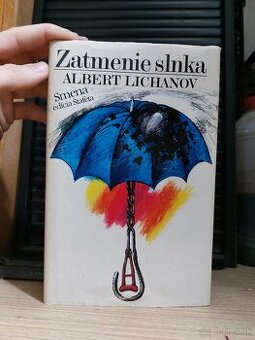 Zatmenie slnka
ALBERT LICHANOV
Smena
edícia Štafeta